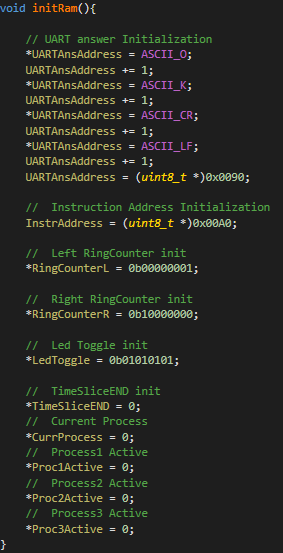 void initRam(){
// UART answer Initialization
*UARTAnsAddress = ASCII_O;
UARTAnsAddress += 1;
*UARTAnsAddress = ASCII_K;
UARTAnsAddress += 1;
*UARTAnsAddress = ASCII_CR;
UARTAnsAddress += 1;
*UARTAnsAddress = ASCII_LF;
UARTAnsAddress += 1;
UARTAnsAddress = (uint8_t *)0x0090;
//  Instruction Address Initialization
InstrAddress = (uint8_t *)0x00A0;
//  Left RingCounter init
*RingCounterL = 0b00000001;
//  Right RingCounter init
*RingCounterR = 0b10000000;
//  Led Toggle init
*LedToggle = 0b01010101;
//  TimeSliceEND init
*TimeSliceEND = 0;
//  Current Process
*CurrProcess = 0;
//  Process1 Active
*Proc1Active = 0;
//  Process2 Active
*Proc2Active = 0;
//  Process3 Active
*Proc3Active = 0;
}